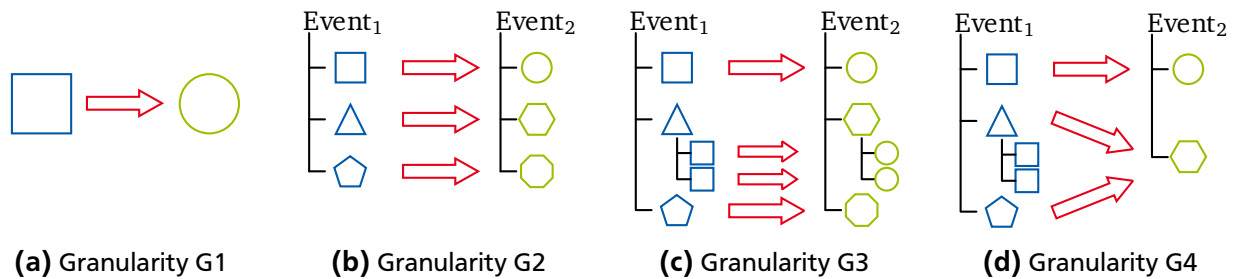 Event₁ Event₂ Event₁ Event₂ Event₁ Event₂
(a) Granularity G1 (b) Granularity G2 (c) Granularity G3 (d) Granularity G4